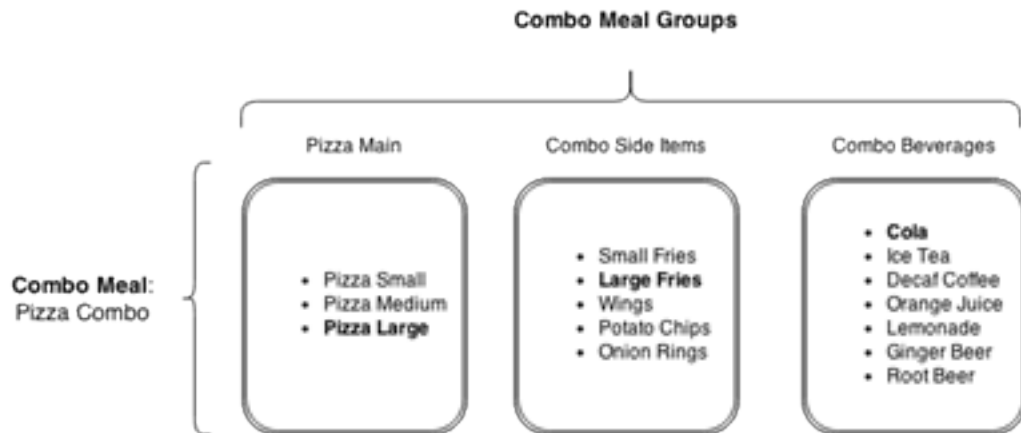 Combo Meal Groups
Pizza Main
Combo Side Items
Combo Beverages
Combo Meal:
Pizza Combo
• Pizza Small
• Pizza Medium
• Pizza Large
• Small Fries
• Large Fries
• Wings
• Potato Chips
• Onion Rings
• Cola
• Ice Tea
• Decaf Coffee
• Orange Juice
• Lemonade
• Ginger Beer
• Root Beer